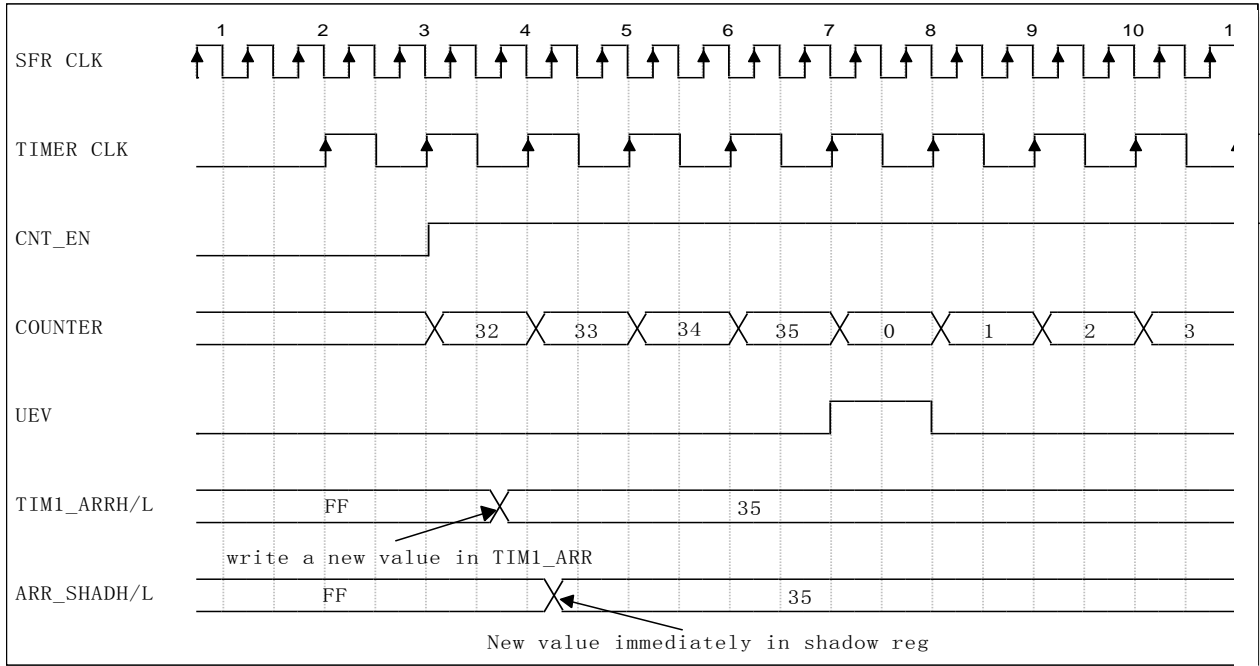 1 2 3 4 5 6 7 8 9 10 1
SFR CLK
TIMER CLK
CNT_EN
COUNTER 32 33 34 35 0 1 2 3
UEV
TIM1_ARRH/L FF 35
write a new value in TIM1_ARR
ARR_SHADH/L FF 35
New value immediately in shadow reg